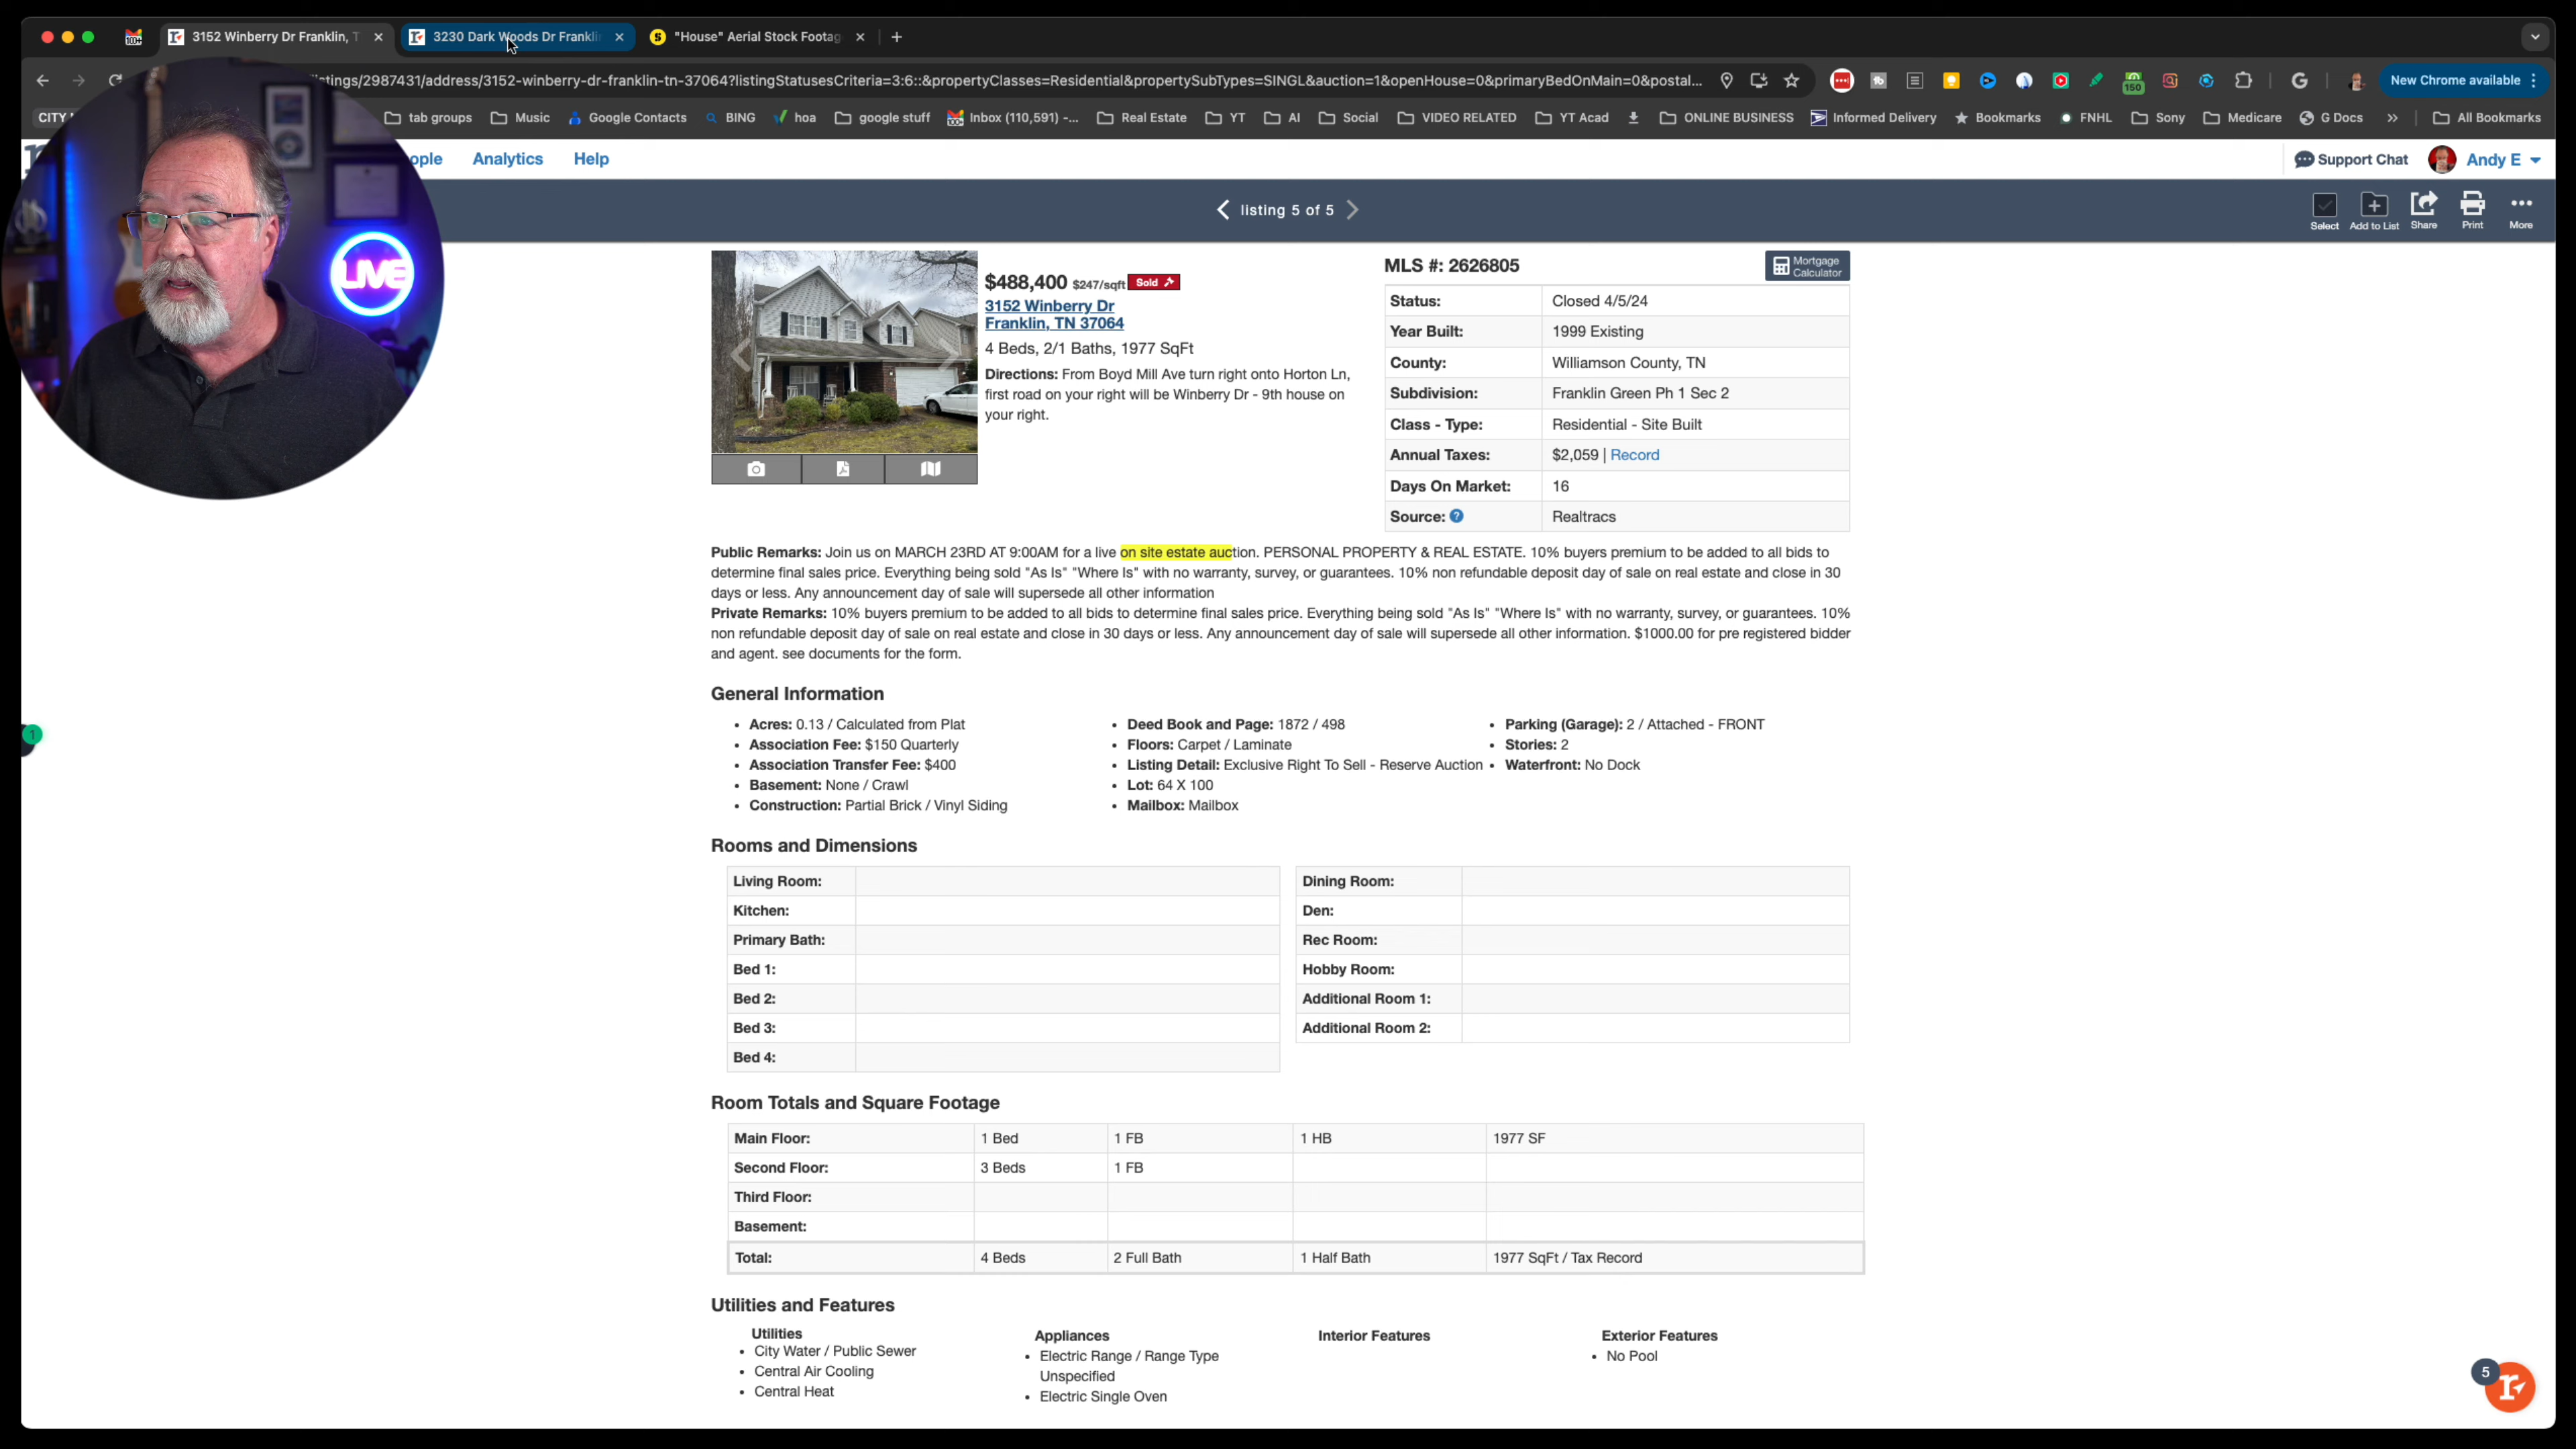 3152 Winberry Dr Franklin, T
3230 Dark Woods Dr Frankli
"House" Aerial Stock Footag
istings/2987431/address/3152-winberry-dr-franklin-tn-37064?listingStatusesCriteria=3:6::&propertyClasses=Residential&propertySubTypes=SINGL&auction=1&openHouse=0&primaryBedOnMain=0&postal...
150
New Chrome available
CITY
tab groups
Music
Google Contacts
BING
hoa
google stuff
Inbox (110,591) -...
Real Estate
YT
AI
Social
VIDEO RELATED
YT Acad
ONLINE BUSINESS
Informed Delivery
Bookmarks
FNHL
Sony
Medicare
G Docs
All Bookmarks
ople
Analytics
Help
Support Chat
Andy E
listing 5 of 5
Select
Add to List
Share
Print
More
LIVE
$488,400 $247/sqft Sold
3152 Winberry Dr
Franklin, TN 37064
4 Beds, 2/1 Baths, 1977 SqFt
Directions: From Boyd Mill Ave turn right onto Horton Ln,
first road on your right will be Winberry Dr - 9th house on
your right.
MLS #: 2626805
Mortgage
Calculator
Status: Closed 4/5/24
Year Built: 1999 Existing
County: Williamson County, TN
Subdivision: Franklin Green Ph 1 Sec 2
Class - Type: Residential - Site Built
Annual Taxes: $2,059 | Record
Days On Market: 16
Source: ? Realtracs
Public Remarks: Join us on MARCH 23RD AT 9:00AM for a live on site estate auction. PERSONAL PROPERTY & REAL ESTATE. 10% buyers premium to be added to all bids to
determine final sales price. Everything being sold "As Is" "Where Is" with no warranty, survey, or guarantees. 10% non refundable deposit day of sale on real estate and close in 30
days or less. Any announcement day of sale will supersede all other information
Private Remarks: 10% buyers premium to be added to all bids to determine final sales price. Everything being sold "As Is" "Where Is" with no warranty, survey, or guarantees. 10%
non refundable deposit day of sale on real estate and close in 30 days or less. Any announcement day of sale will supersede all other information. $1000.00 for pre registered bidder
and agent. see documents for the form.
1
General Information
• Acres: 0.13 / Calculated from Plat
• Association Fee: $150 Quarterly
• Association Transfer Fee: $400
• Basement: None / Crawl
• Construction: Partial Brick / Vinyl Siding
• Deed Book and Page: 1872 / 498
• Floors: Carpet / Laminate
• Listing Detail: Exclusive Right To Sell - Reserve Auction
• Lot: 64 X 100
• Mailbox: Mailbox
• Parking (Garage): 2 / Attached - FRONT
• Stories: 2
• Waterfront: No Dock
Rooms and Dimensions
Living Room:
Kitchen:
Primary Bath:
Bed 1:
Bed 2:
Bed 3:
Bed 4:
Dining Room:
Den:
Rec Room:
Hobby Room:
Additional Room 1:
Additional Room 2:
Room Totals and Square Footage
Main Floor: 1 Bed 1 FB 1 HB 1977 SF
Second Floor: 3 Beds 1 FB
Third Floor:
Basement:
Total: 4 Beds 2 Full Bath 1 Half Bath 1977 SqFt / Tax Record
Utilities and Features
Utilities
• City Water / Public Sewer
• Central Air Cooling
• Central Heat
Appliances
• Electric Range / Range Type
Unspecified
• Electric Single Oven
Interior Features
Exterior Features
• No Pool
5